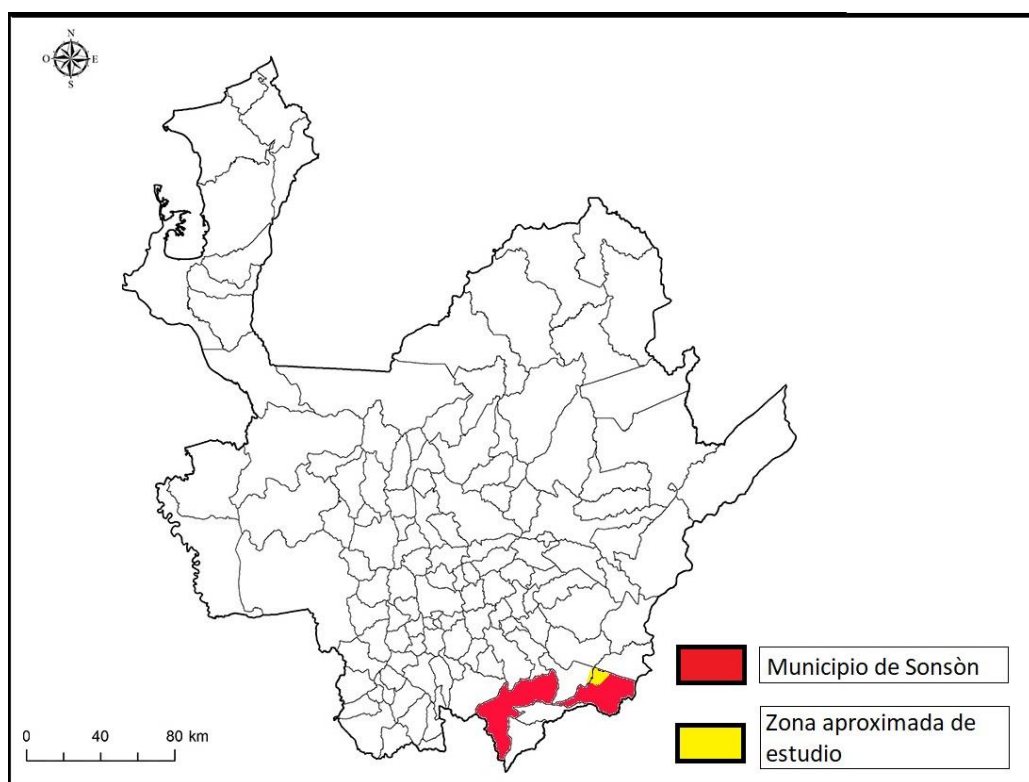 N
O E
S
Municipio de Sonsòn
Zona aproximada de
estudio
0 40 80 km